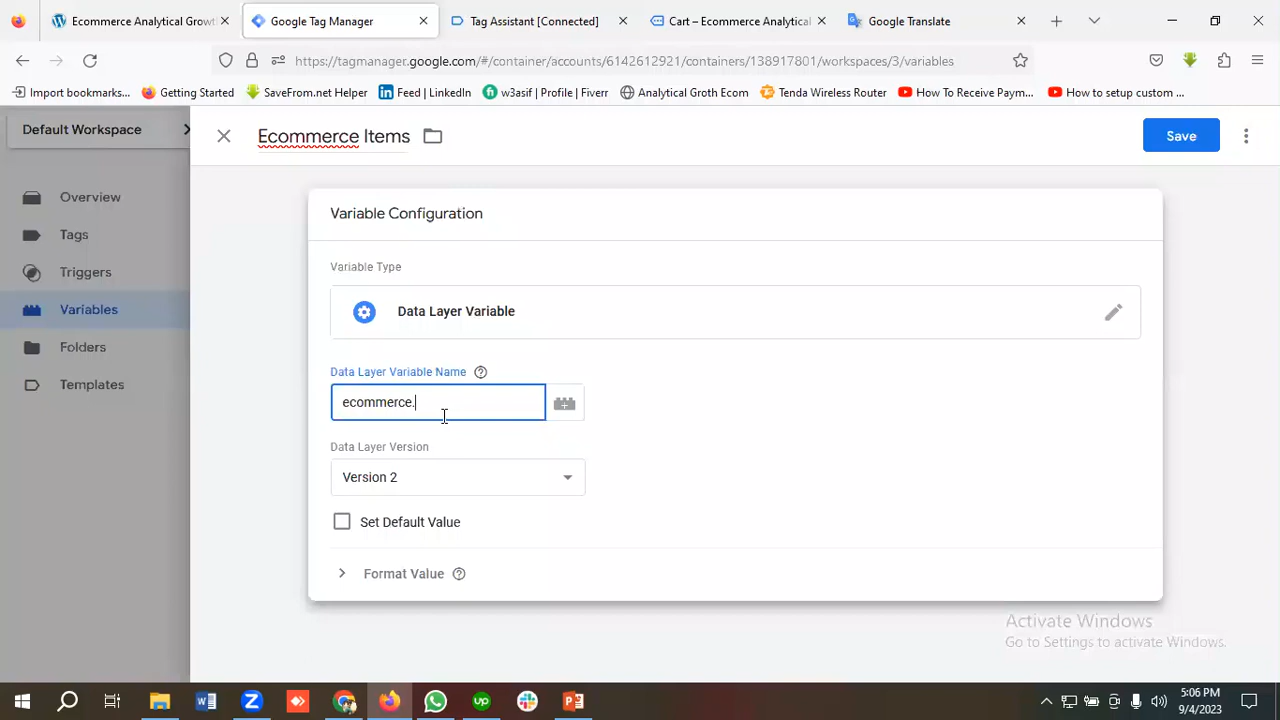 Ecommerce Analytical Growt
Google Tag Manager
Tag Assistant [Connected]
Cart – Ecommerce Analytical
Google Translate
https://tagmanager.google.com/#/container/accounts/6142612921/containers/138917801/workspaces/3/variables
Import bookmarks...
Getting Started
SaveFrom.net Helper
Feed | LinkedIn
w3asif | Profile | Fiverr
Analytical Groth Ecom
Tenda Wireless Router
How To Receive Paym...
How to setup custom ...
Default Workspace
Ecommerce Items
Save
Overview
Tags
Triggers
Variables
Folders
Templates
Variable Configuration
Variable Type
Data Layer Variable
Data Layer Variable Name
ecommerce.
Data Layer Version
Version 2
Set Default Value
Format Value
Activate Windows
Go to Settings to activate Windows.
5:06 PM
9/4/2023